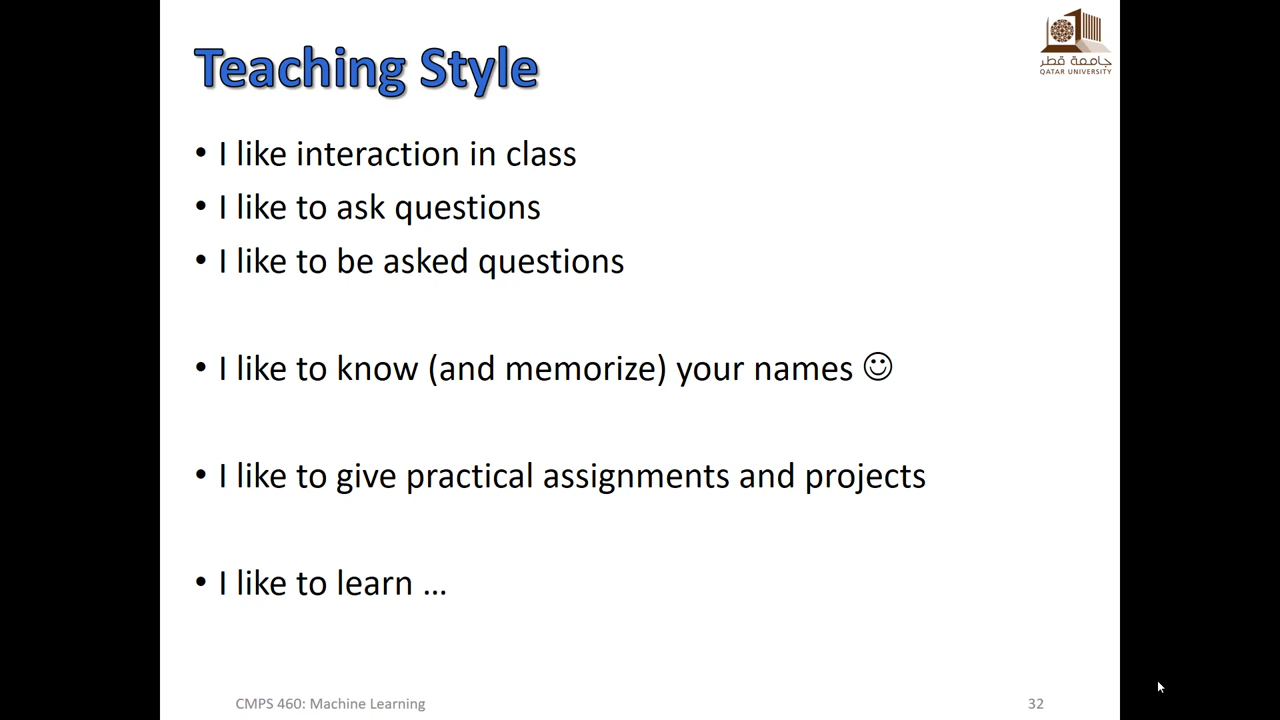 Teaching Style
جامعة قطر
QATAR UNIVERSITY
• I like interaction in class
• I like to ask questions
• I like to be asked questions
• I like to know (and memorize) your names ☺
• I like to give practical assignments and projects
• I like to learn …
CMPS 460: Machine Learning
32